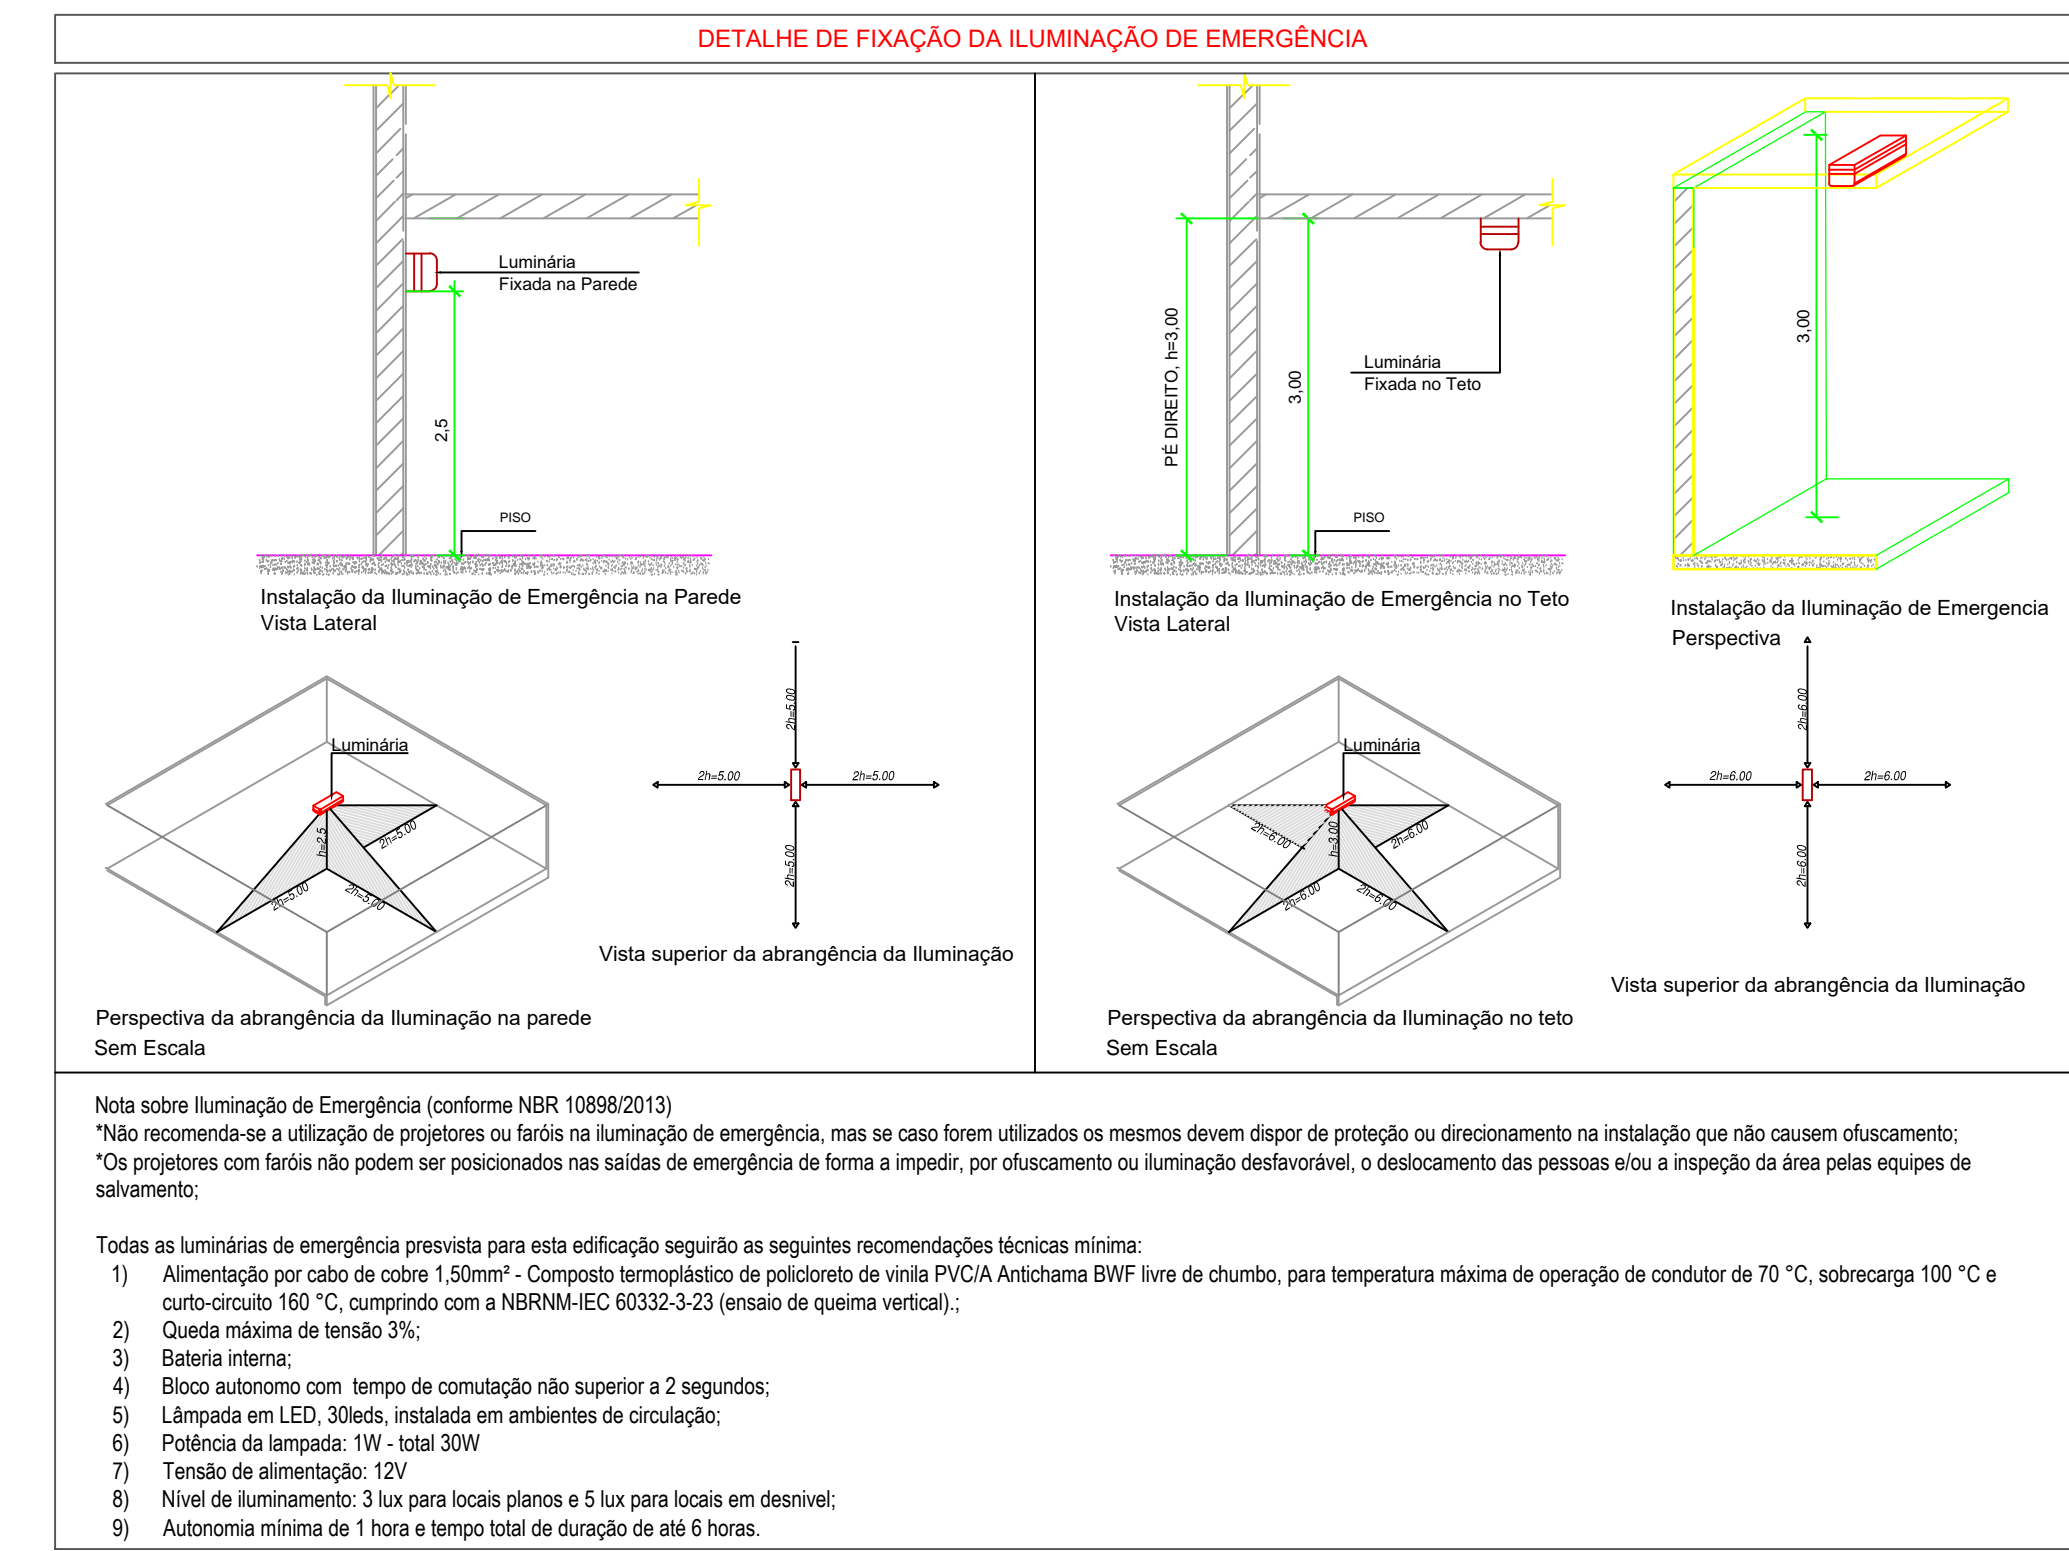 DETALHE DE FIXAÇÃO DA ILUMINAÇÃO DE EMERGÊNCIA
Luminária
Fixada na Parede
2,5
PISO
Instalação da Iluminação de Emergência na Parede
Vista Lateral
Luminária
h=2,5
2h=5.00
2h=5.00
2h=5.00
Perspectiva da abrangência da Iluminação na parede
Sem Escala
2h=5.00
2h=5.00
2h=5.00
2h=5.00
Vista superior da abrangência da Iluminação
PÉ DIREITO, h=3,00
3,00
Luminária
Fixada no Teto
PISO
Instalação da Iluminação de Emergência no Teto
Vista Lateral
3,00
Instalação da Iluminação de Emergencia
Perspectiva
Luminária
2h=6.00
h=3.00
2h=6.00
2h=6.00
2h=6.00
Perspectiva da abrangência da Iluminação no teto
Sem Escala
2h=6.00
2h=6.00
2h=6.00
2h=6.00
Vista superior da abrangência da Iluminação
Nota sobre Iluminação de Emergência (conforme NBR 10898/2013)
*Não recomenda-se a utilização de projetores ou faróis na iluminação de emergência, mas se caso forem utilizados os mesmos devem dispor de proteção ou direcionamento na instalação que não causem ofuscamento;
*Os projetores com faróis não podem ser posicionados nas saídas de emergência de forma a impedir, por ofuscamento ou iluminação desfavorável, o deslocamento das pessoas e/ou a inspeção da área pelas equipes de
salvamento;
Todas as luminárias de emergência presvista para esta edificação seguirão as seguintes recomendações técnicas mínima:
1) Alimentação por cabo de cobre 1,50mm² - Composto termoplástico de policloreto de vinila PVC/A Antichama BWF livre de chumbo, para temperatura máxima de operação de condutor de 70 °C, sobrecarga 100 °C e
curto-circuito 160 °C, cumprindo com a NBRNM-IEC 60332-3-23 (ensaio de queima vertical).;
2) Queda máxima de tensão 3%;
3) Bateria interna;
4) Bloco autonomo com tempo de comutação não superior a 2 segundos;
5) Lâmpada em LED, 30leds, instalada em ambientes de circulação;
6) Potência da lampada: 1W - total 30W
7) Tensão de alimentação: 12V
8) Nível de iluminamento: 3 lux para locais planos e 5 lux para locais em desnivel;
9) Autonomia mínima de 1 hora e tempo total de duração de até 6 horas.